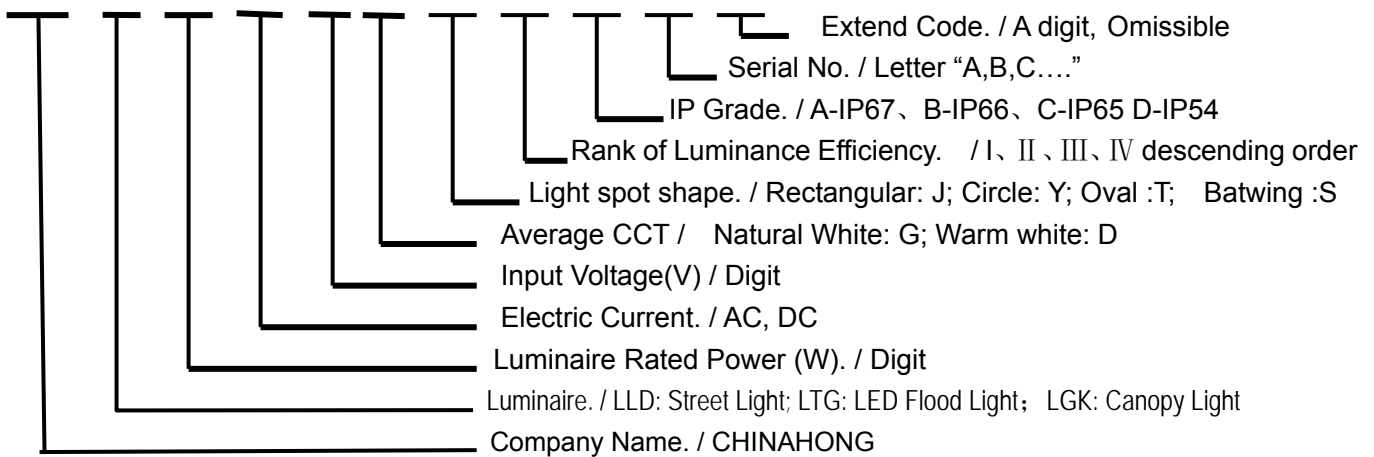 Extend Code. / A digit, Omissible
Serial No. / Letter “A,B,C….”
IP Grade. / A-IP67、B-IP66、C-IP65 D-IP54
Rank of Luminance Efficiency. / I、II、III、IV descending order
Light spot shape. / Rectangular: J; Circle: Y; Oval :T; Batwing :S
Average CCT / Natural White: G; Warm white: D
Input Voltage(V) / Digit
Electric Current. / AC, DC
Luminaire Rated Power (W). / Digit
Luminaire. / LLD: Street Light; LTG: LED Flood Light；LGK: Canopy Light
Company Name. / CHINAHONG